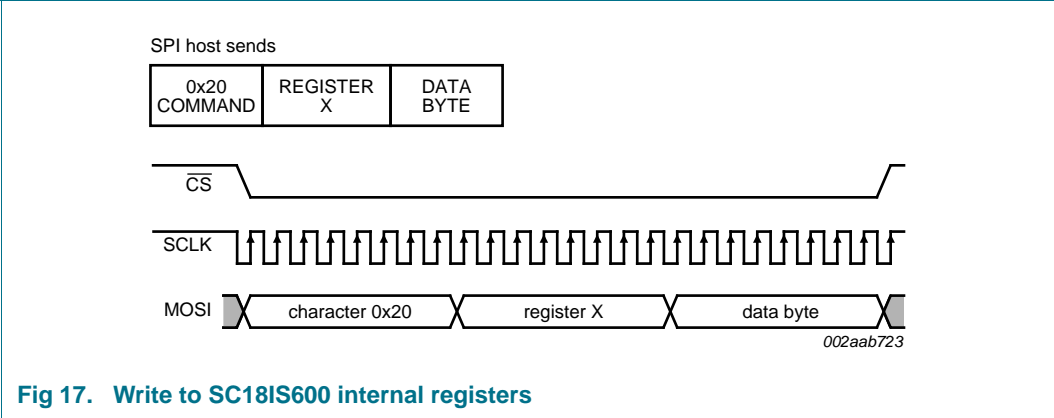 SPI host sends
0x20 REGISTER DATA
COMMAND X BYTE
CS
SCLK
MOSI character 0x20 register X data byte
002aab723
Fig 17. Write to SC18IS600 internal registers